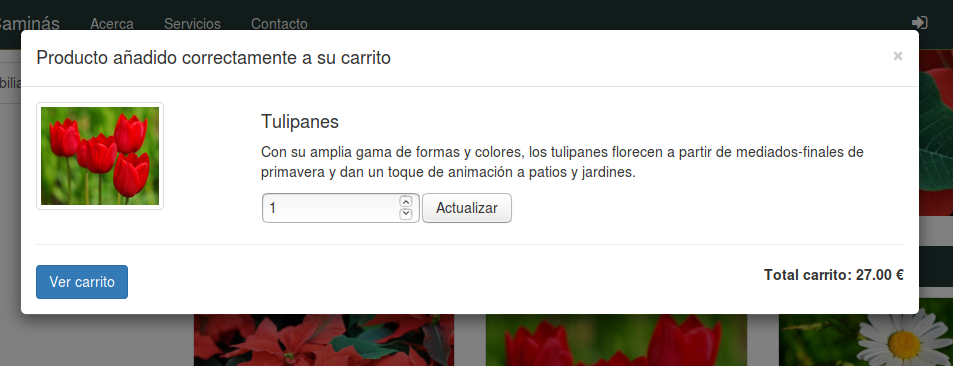 Caminás Acerca Servicios Contacto
Producto añadido correctamente a su carrito ×
Tulipanes
Con su amplia gama de formas y colores, los tulipanes florecen a partir de mediados-finales de
primavera y dan un toque de animación a patios y jardines.
1 Actualizar
Ver carrito Total carrito: 27.00 €